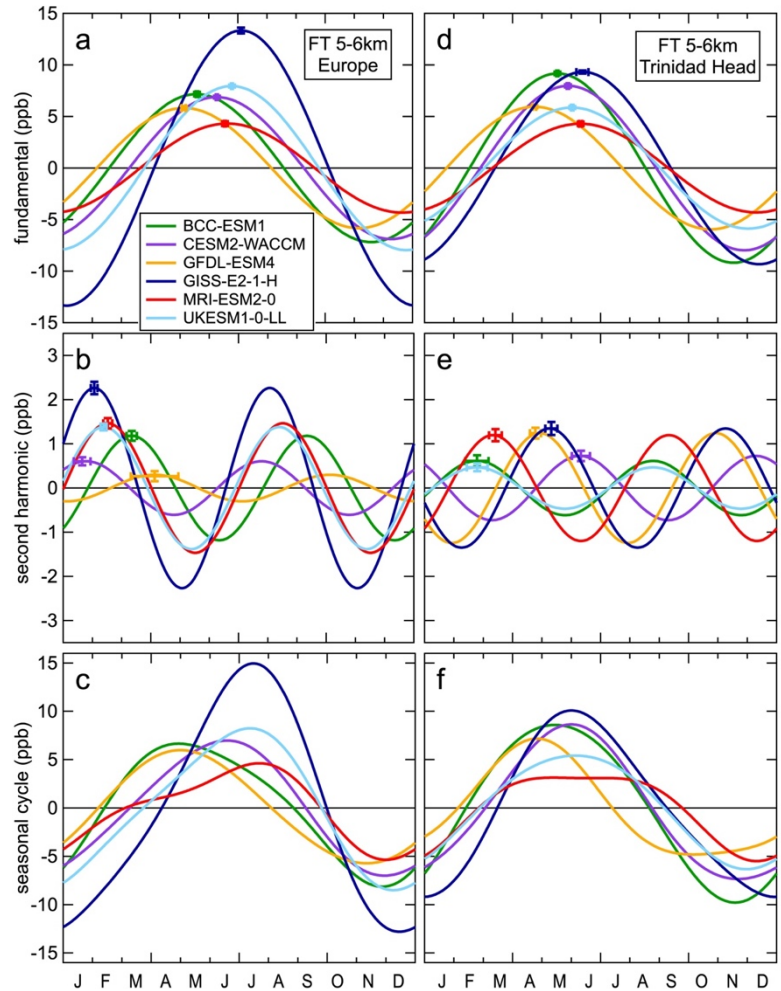 a
FT 5-6km
Europe
d
FT 5-6km
Trinidad Head
15
10
5
0
-5
-10
-15
fundamental (ppb)
BCC-ESM1
CESM2-WACCM
GFDL-ESM4
GISS-E2-1-H
MRI-ESM2-0
UKESM1-0-LL
b
e
3
2
1
0
-1
-2
-3
second harmonic (ppb)
c
f
15
10
5
0
-5
-10
-15
seasonal cycle (ppb)
J F M A M J J A S O N D
J F M A M J J A S O N D